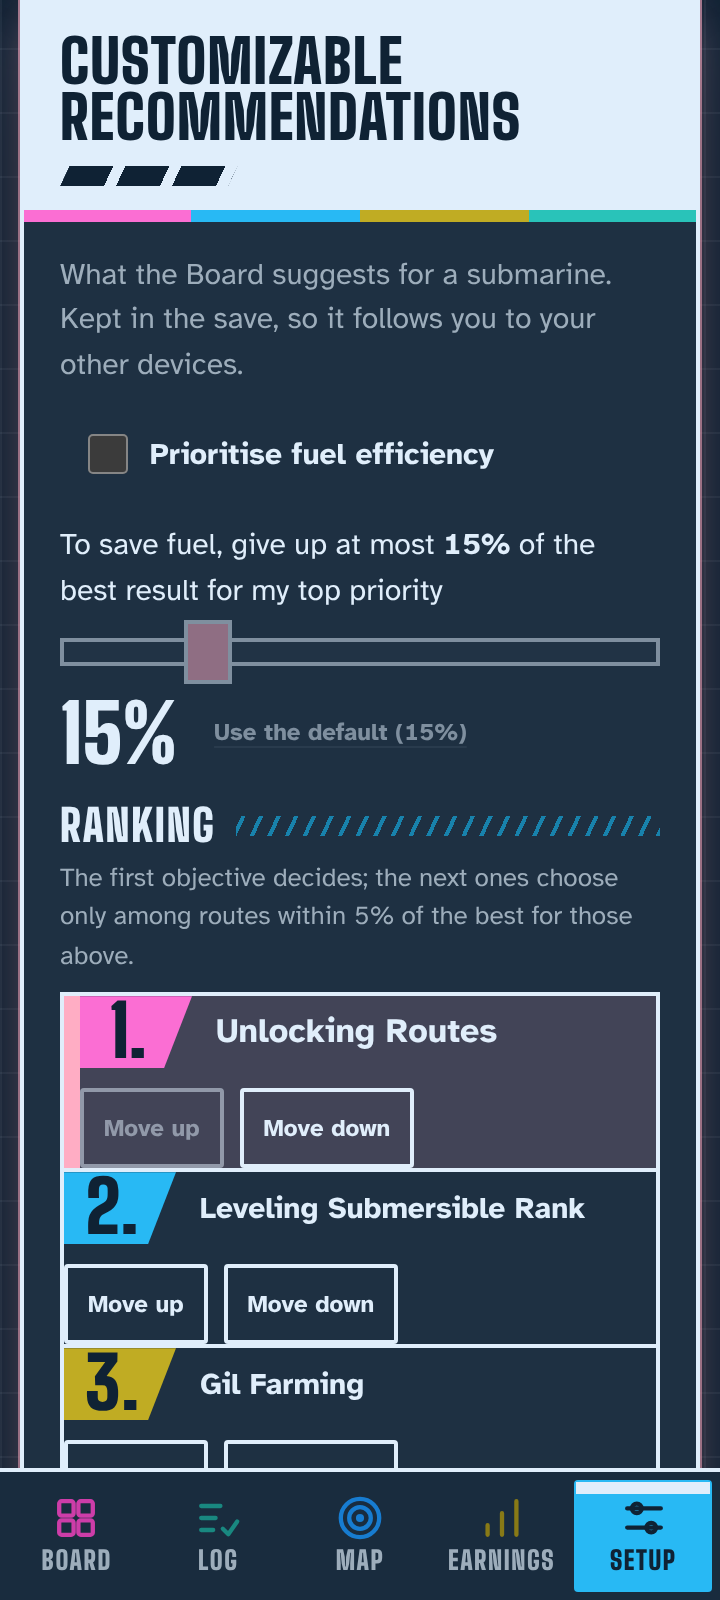 CUSTOMIZABLE
RECOMMENDATIONS
What the Board suggests for a submarine.
Kept in the save, so it follows you to your
other devices.
Prioritise fuel efficiency
To save fuel, give up at most 15% of the
best result for my top priority
15%
Use the default (15%)
RANKING
The first objective decides; the next ones choose
only among routes within 5% of the best for those
above.
1.
Unlocking Routes
Move up
Move down
2.
Leveling Submersible Rank
Move up
Move down
3.
Gil Farming
BOARD
LOG
MAP
EARNINGS
SETUP